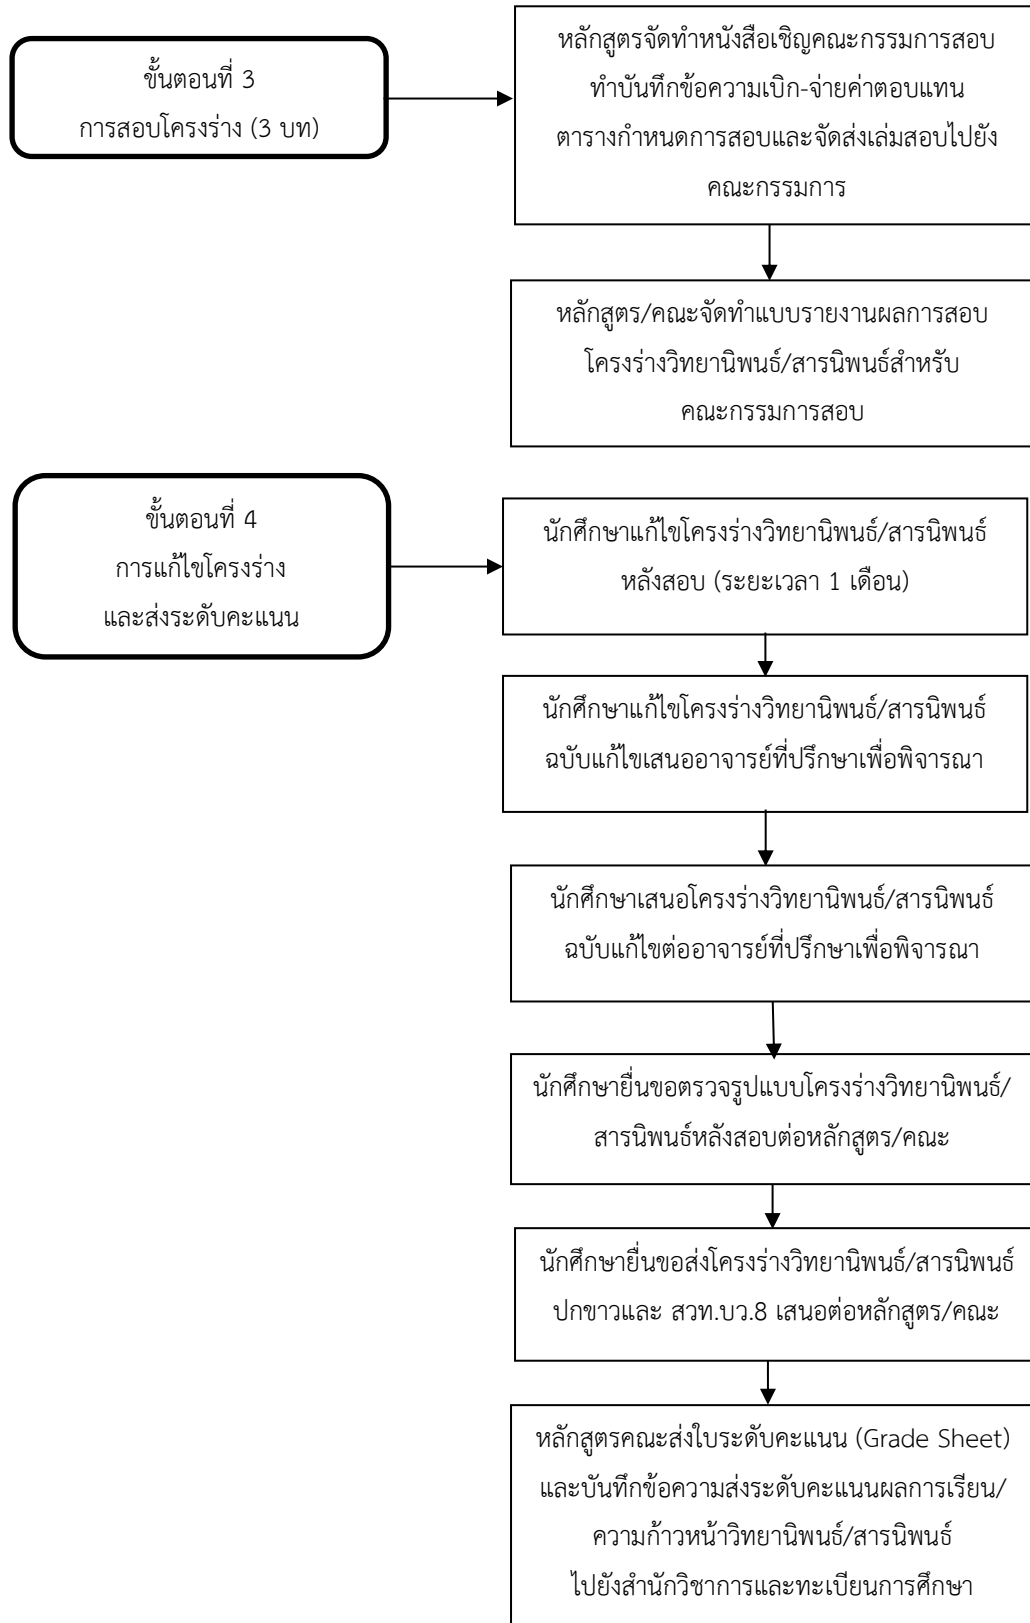 ขั้นตอนที่ 3
การสอบโครงร่าง (3 บท)
หลักสูตรจัดทำหนังสือเชิญคณะกรรมการสอบ
ทำบันทึกข้อความเบิก-จ่ายค่าตอบแทน
ตารางกำหนดการสอบและจัดส่งเล่มสอบไปยัง
คณะกรรมการ
หลักสูตร/คณะจัดทำแบบรายงานผลการสอบ
โครงร่างวิทยานิพนธ์/สารนิพนธ์สำหรับ
คณะกรรมการสอบ
ขั้นตอนที่ 4
การแก้ไขโครงร่าง
และส่งระดับคะแนน
นักศึกษาแก้ไขโครงร่างวิทยานิพนธ์/สารนิพนธ์
หลังสอบ (ระยะเวลา 1 เดือน)
นักศึกษาแก้ไขโครงร่างวิทยานิพนธ์/สารนิพนธ์
ฉบับแก้ไขเสนออาจารย์ที่ปรึกษาเพื่อพิจารณา
นักศึกษาเสนอโครงร่างวิทยานิพนธ์/สารนิพนธ์
ฉบับแก้ไขต่ออาจารย์ที่ปรึกษาเพื่อพิจารณา
นักศึกษายื่นขอตรวจรูปแบบโครงร่างวิทยานิพนธ์/
สารนิพนธ์หลังสอบต่อหลักสูตร/คณะ
นักศึกษายื่นขอส่งโครงร่างวิทยานิพนธ์/สารนิพนธ์
ปกขาวและ สวท.บว.8 เสนอต่อหลักสูตร/คณะ
หลักสูตรคณะส่งใบระดับคะแนน (Grade Sheet)
และบันทึกข้อความส่งระดับคะแนนผลการเรียน/
ความก้าวหน้าวิทยานิพนธ์/สารนิพนธ์
ไปยังสำนักวิชาการและทะเบียนการศึกษา